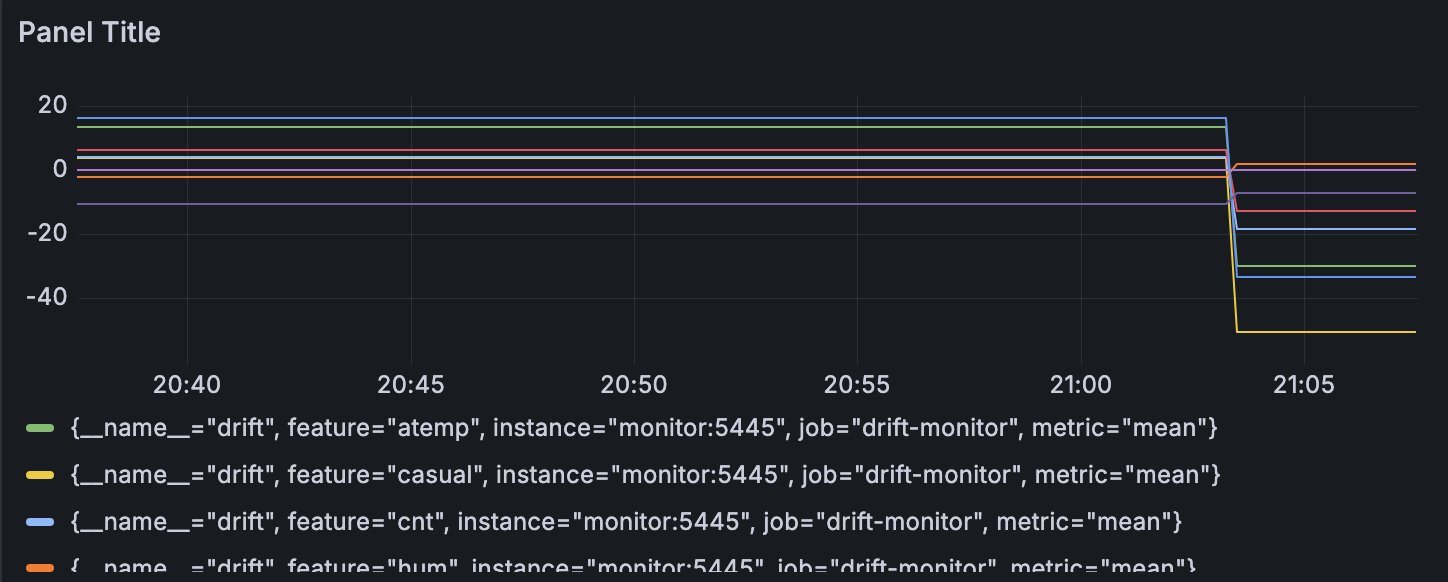 Panel Title
20
0
-20
-40
20:40 20:45 20:50 20:55 21:00 21:05
{__name__="drift", feature="atemp", instance="monitor:5445", job="drift-monitor", metric="mean"}
{__name__="drift", feature="casual", instance="monitor:5445", job="drift-monitor", metric="mean"}
{__name__="drift", feature="cnt", instance="monitor:5445", job="drift-monitor", metric="mean"}
{__name__="drift", feature="hum", instance="monitor:5445", job="drift-monitor", metric="mean"}